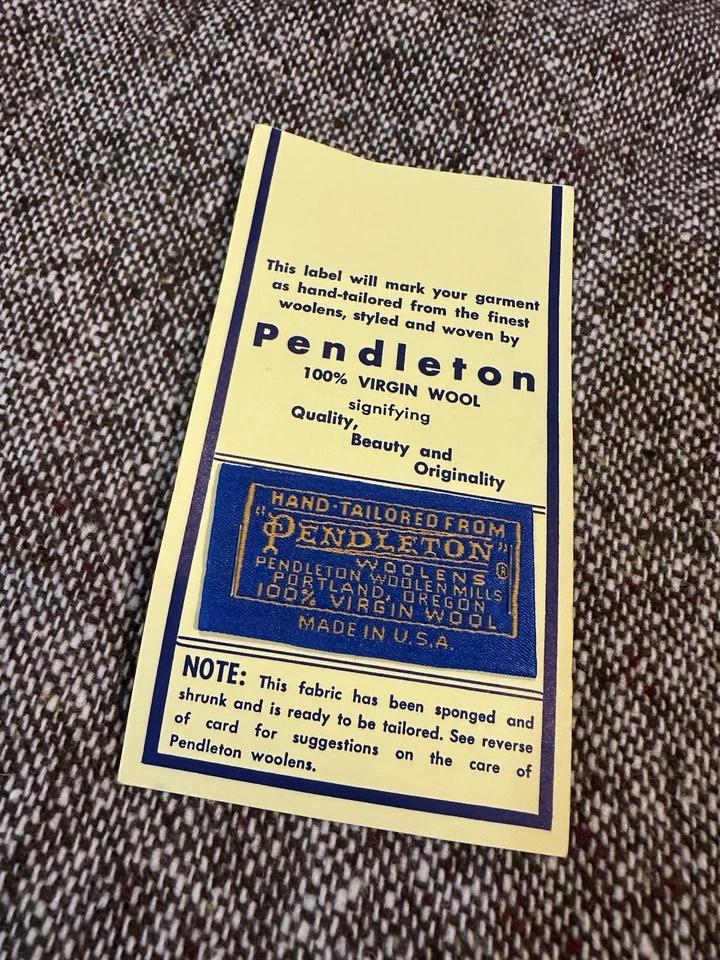 This label will mark your garment
as hand-tailored from the finest
woolens, styled and woven by
Pendleton
100% VIRGIN WOOL
signifying
Quality,
Beauty and
Originality
HAND-TAILORED FROM
"PENDLETON"
WOOLENS ®
PENDLETON WOOLEN MILLS
PORTLAND, OREGON
100% VIRGIN WOOL
MADE IN U.S.A.
NOTE: This fabric has been sponged and
shrunk and is ready to be tailored. See reverse
of card for suggestions on the care of
Pendleton woolens.